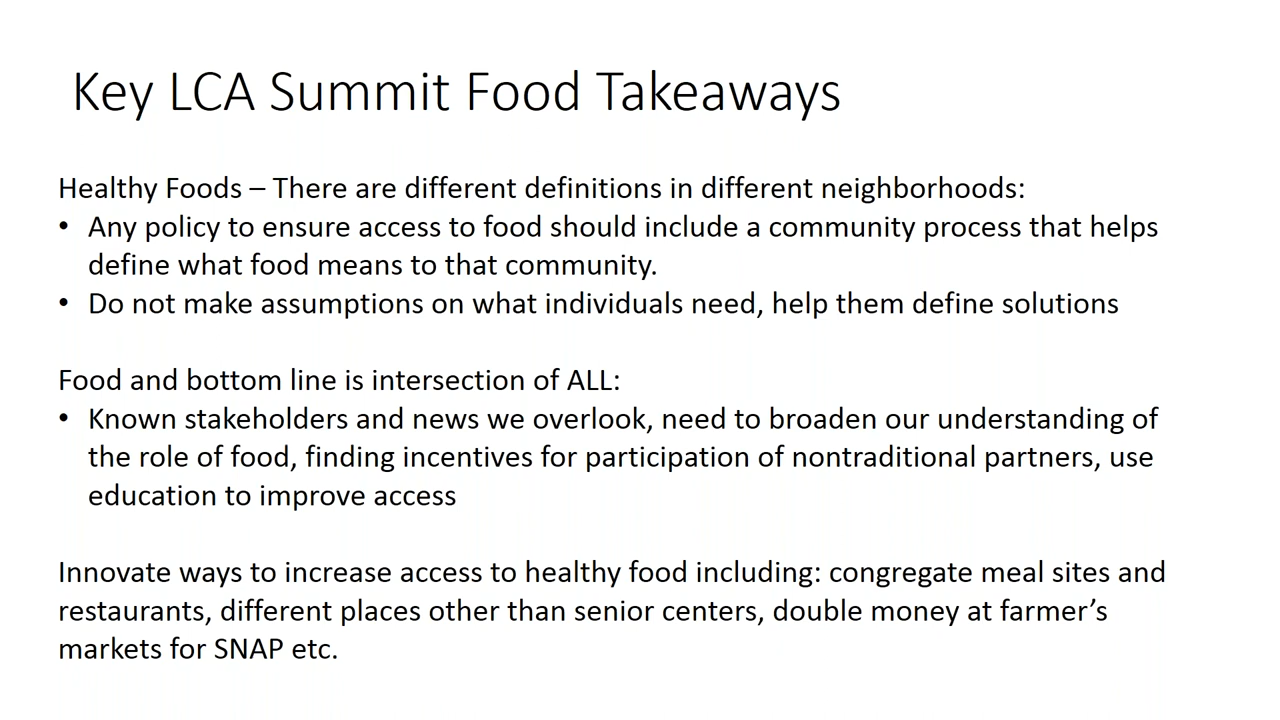 Key LCA Summit Food Takeaways
Healthy Foods – There are different definitions in different neighborhoods:
• Any policy to ensure access to food should include a community process that helps
define what food means to that community.
• Do not make assumptions on what individuals need, help them define solutions
Food and bottom line is intersection of ALL:
• Known stakeholders and news we overlook, need to broaden our understanding of
the role of food, finding incentives for participation of nontraditional partners, use
education to improve access
Innovate ways to increase access to healthy food including: congregate meal sites and
restaurants, different places other than senior centers, double money at farmer’s
markets for SNAP etc.